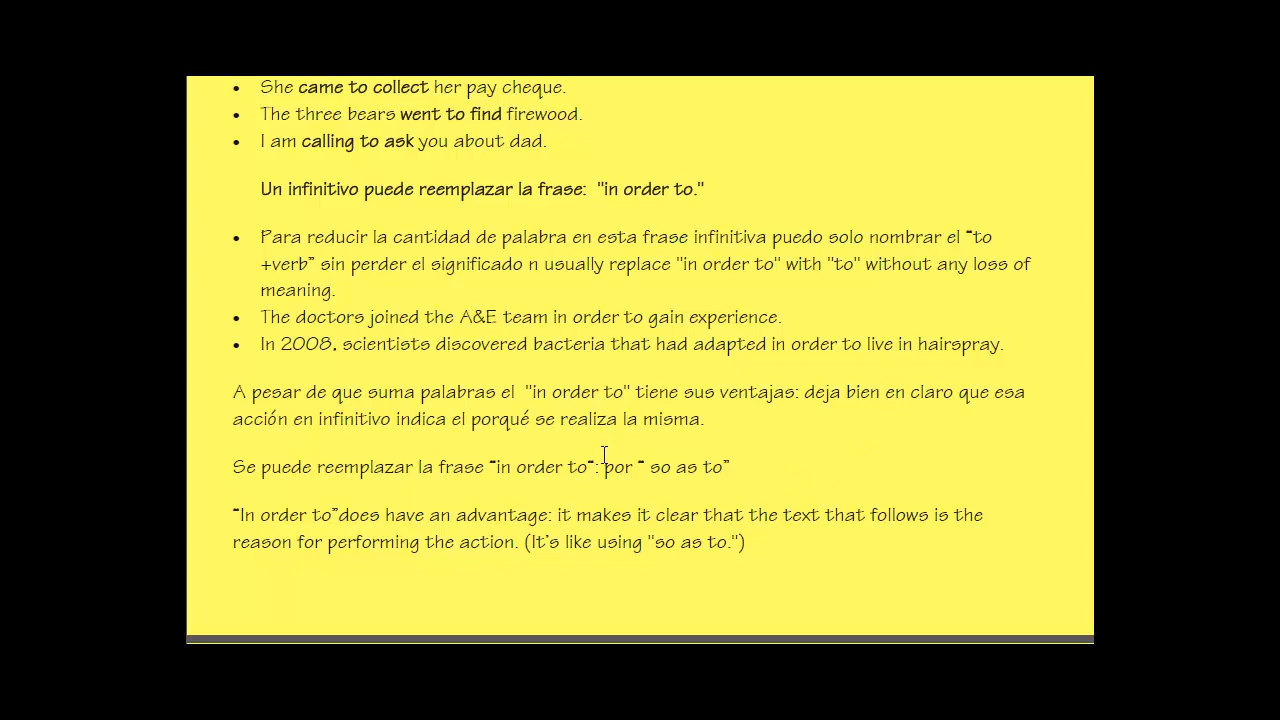 • She came to collect her pay cheque.
• The three bears went to find firewood.
• I am calling to ask you about dad.
Un infinitivo puede reemplazar la frase:  "in order to."
• Para reducir la cantidad de palabra en esta frase infinitiva puedo solo nombrar el “to
+verb” sin perder el significado n usually replace "in order to" with "to" without any loss of
meaning.
• The doctors joined the A&E team in order to gain experience.
• In 2008, scientists discovered bacteria that had adapted in order to live in hairspray.
A pesar de que suma palabras el  "in order to" tiene sus ventajas: deja bien en claro que esa
acción en infinitivo indica el porqué se realiza la misma.
Se puede reemplazar la frase “in order to“: por “ so as to”
“In order to”does have an advantage: it makes it clear that the text that follows is the
reason for performing the action. (It's like using "so as to.")